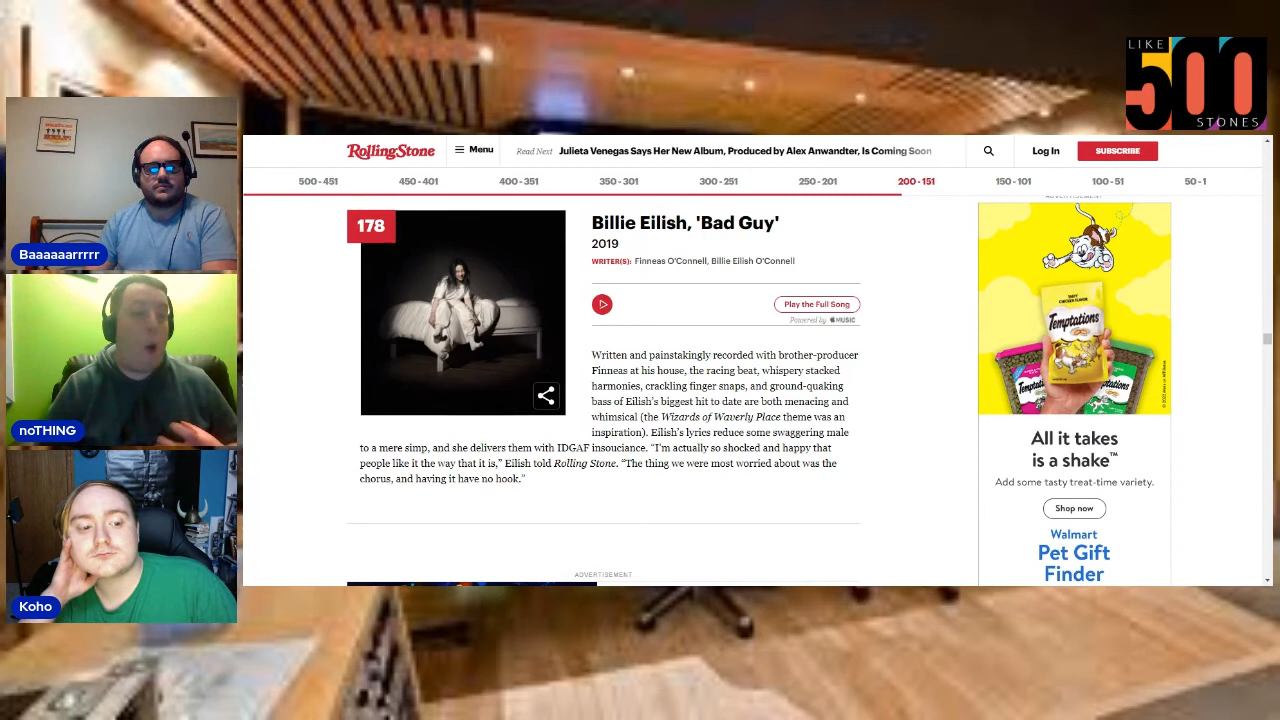 LIKE
500
STONES
Baaaaaarrrrr
noTHING
Koho
RollingStone
Menu
Read Next Julieta Venegas Says Her New Album, Produced by Alex Anwandter, Is Coming Soon
Log In
SUBSCRIBE
500 - 451 450 - 401 400 - 351 350 - 301 300 - 251 250 - 201 200 - 151 150 - 101 100 - 51 50 - 1
178
Billie Eilish, 'Bad Guy'
2019
WRITER(S): Finneas O'Connell, Billie Eilish O'Connell
Play the Full Song
Powered by MUSIC
Written and painstakingly recorded with brother-producer
Finneas at his house, the racing beat, whispery stacked
harmonies, crackling finger snaps, and ground-quaking
bass of Eilish's biggest hit to date are both menacing and
whimsical (the Wizards of Waverly Place theme was an
inspiration). Eilish's lyrics reduce some swaggering male
to a mere simp, and she delivers them with IDGAF insouciance. “I'm actually so shocked and happy that
people like it the way that it is,” Eilish told Rolling Stone. “The thing we were most worried about was the
chorus, and having it have no hook.”
ADVERTISEMENT
ADVERTISEMENT
Temptations
All it takes
is a shake™
Add some tasty treat-time variety.
Shop now
Walmart
Pet Gift
Finder